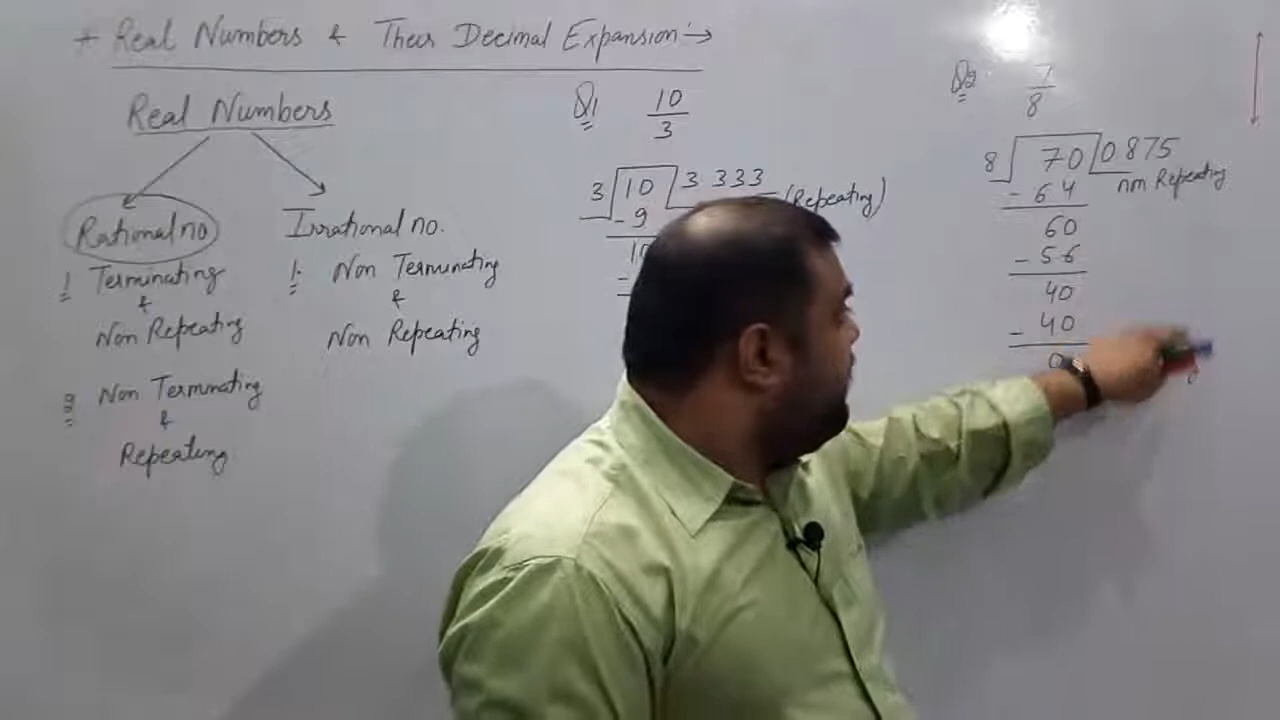 * Real Numbers & Their Decimal Expansion :→
Real Numbers
Rational no
1 Terminating
&
Non Repeating
2 Non Terminating
&
Repeating
Irrational no.
1. Non Terminating
&
Non Repeating
Q1 10/3
3 10 3 333
(Repeating)
- 9
Q2 7/8
8 70 0 875
non Repeating
- 64
60
- 56
40
- 40
0